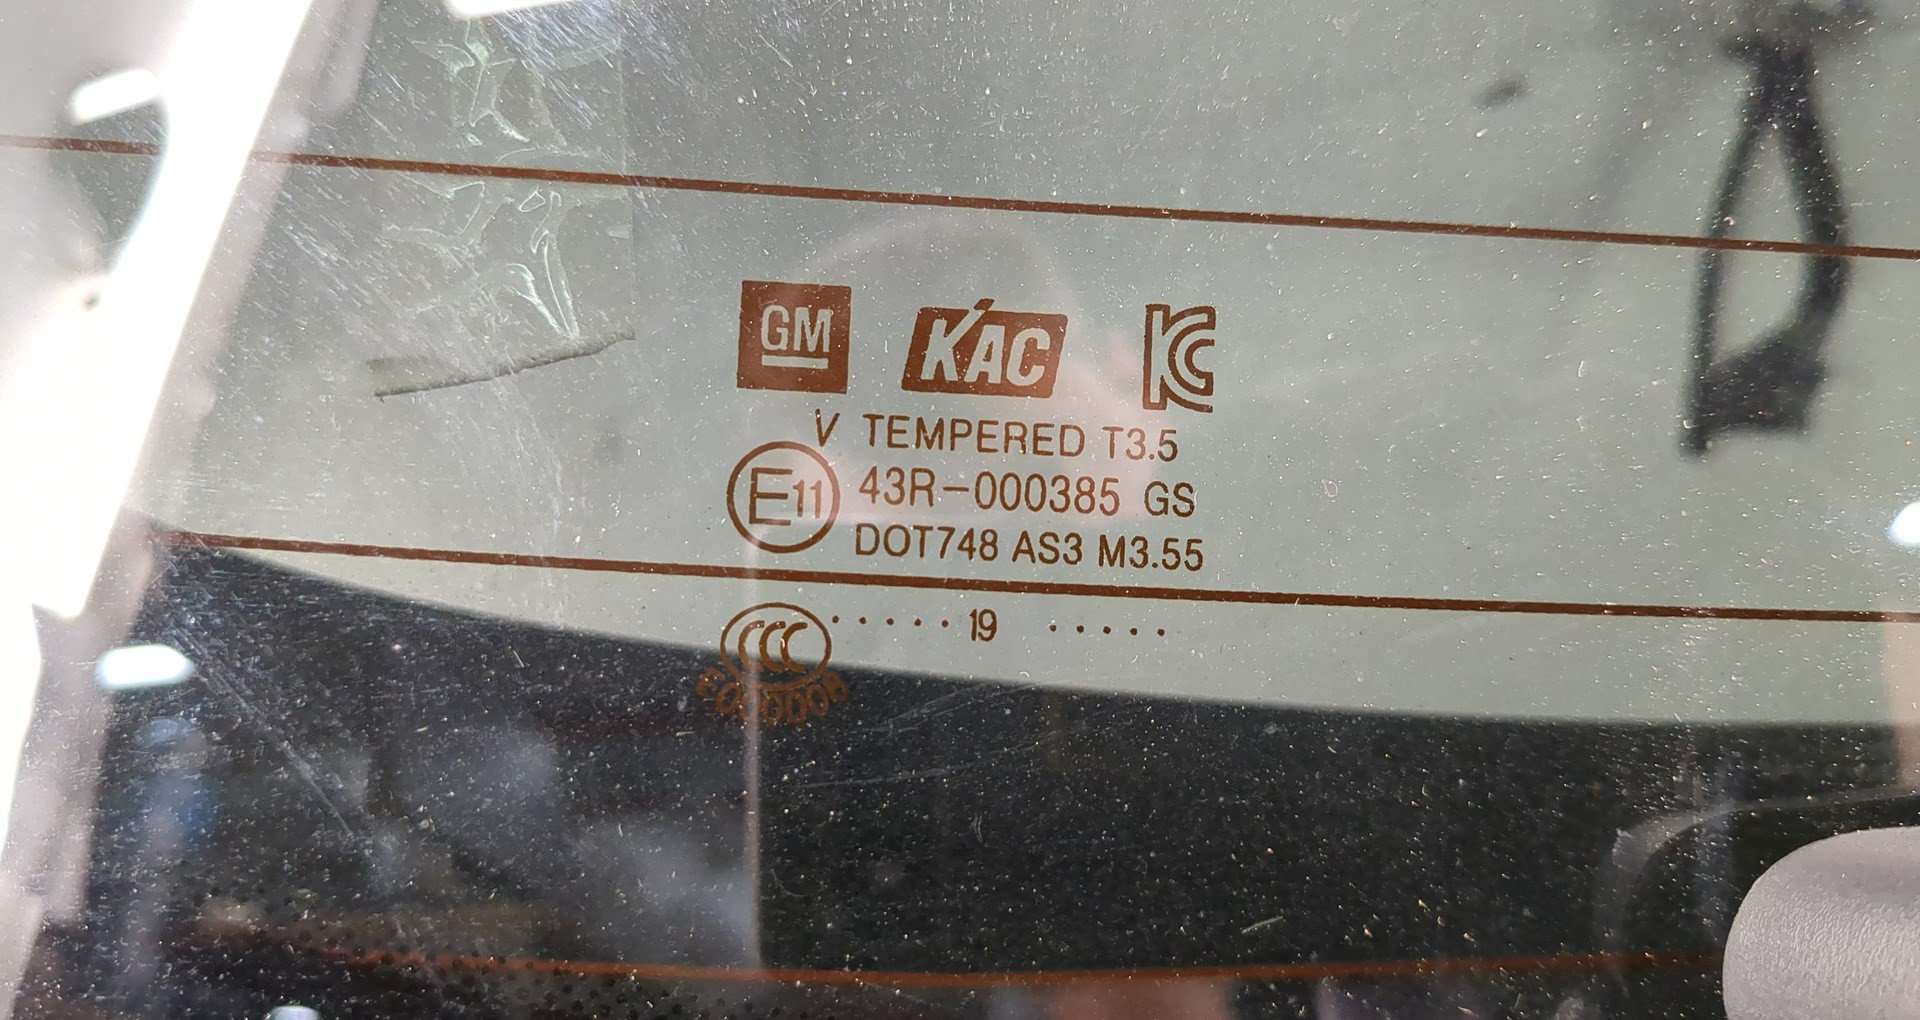 GM KAC KC
V TEMPERED T3.5
E11 43R-000385 GS
DOT748 AS3 M3.55
CCC ·····19 ·····